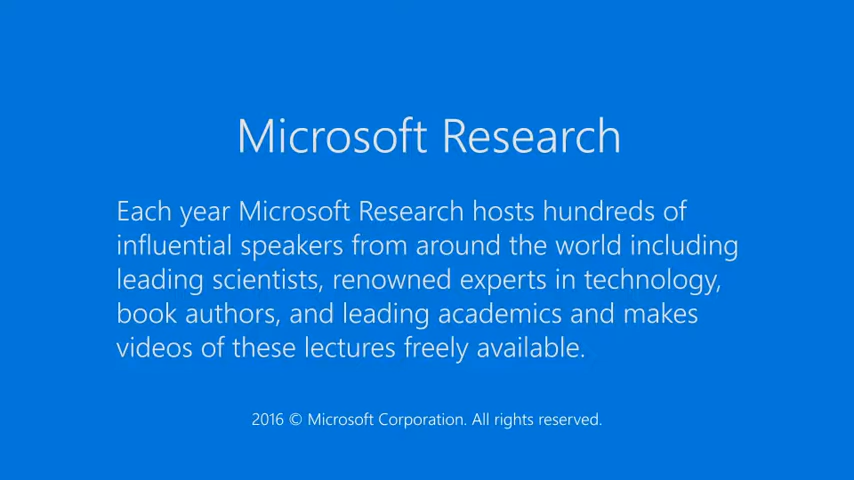 Microsoft Research
Each year Microsoft Research hosts hundreds of
influential speakers from around the world including
leading scientists, renowned experts in technology,
book authors, and leading academics and makes
videos of these lectures freely available.
2016 © Microsoft Corporation. All rights reserved.